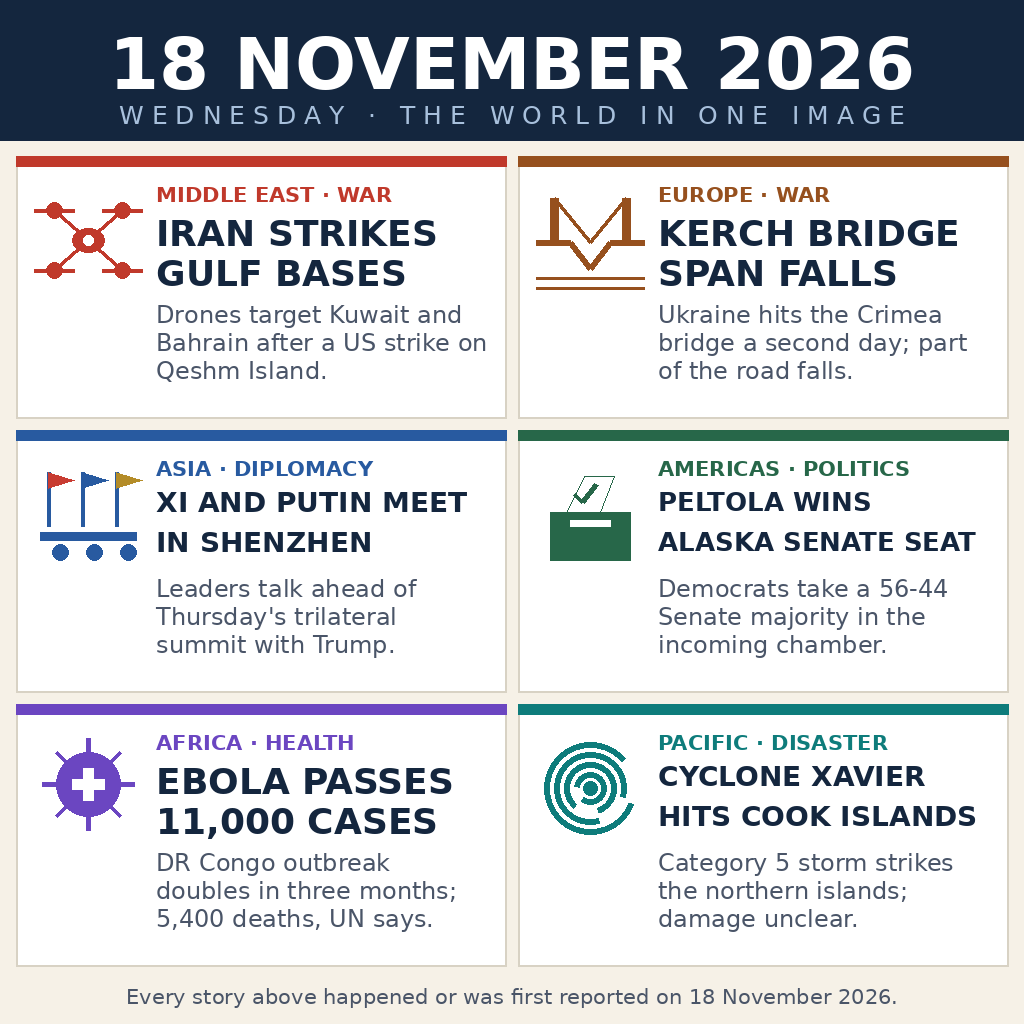 18 NOVEMBER 2026
WEDNESDAY · THE WORLD IN ONE IMAGE
MIDDLE EAST · WAR
IRAN STRIKES
GULF BASES
Drones target Kuwait and
Bahrain after a US strike on
Qeshm Island.
EUROPE · WAR
KERCH BRIDGE
SPAN FALLS
Ukraine hits the Crimea
bridge a second day; part
of the road falls.
ASIA · DIPLOMACY
XI AND PUTIN MEET
IN SHENZHEN
Leaders talk ahead of
Thursday's trilateral
summit with Trump.
AMERICAS · POLITICS
PELTOLA WINS
ALASKA SENATE SEAT
Democrats take a 56-44
Senate majority in the
incoming chamber.
AFRICA · HEALTH
EBOLA PASSES
11,000 CASES
DR Congo outbreak
doubles in three months;
5,400 deaths, UN says.
PACIFIC · DISASTER
CYCLONE XAVIER
HITS COOK ISLANDS
Category 5 storm strikes
the northern islands;
damage unclear.
Every story above happened or was first reported on 18 November 2026.